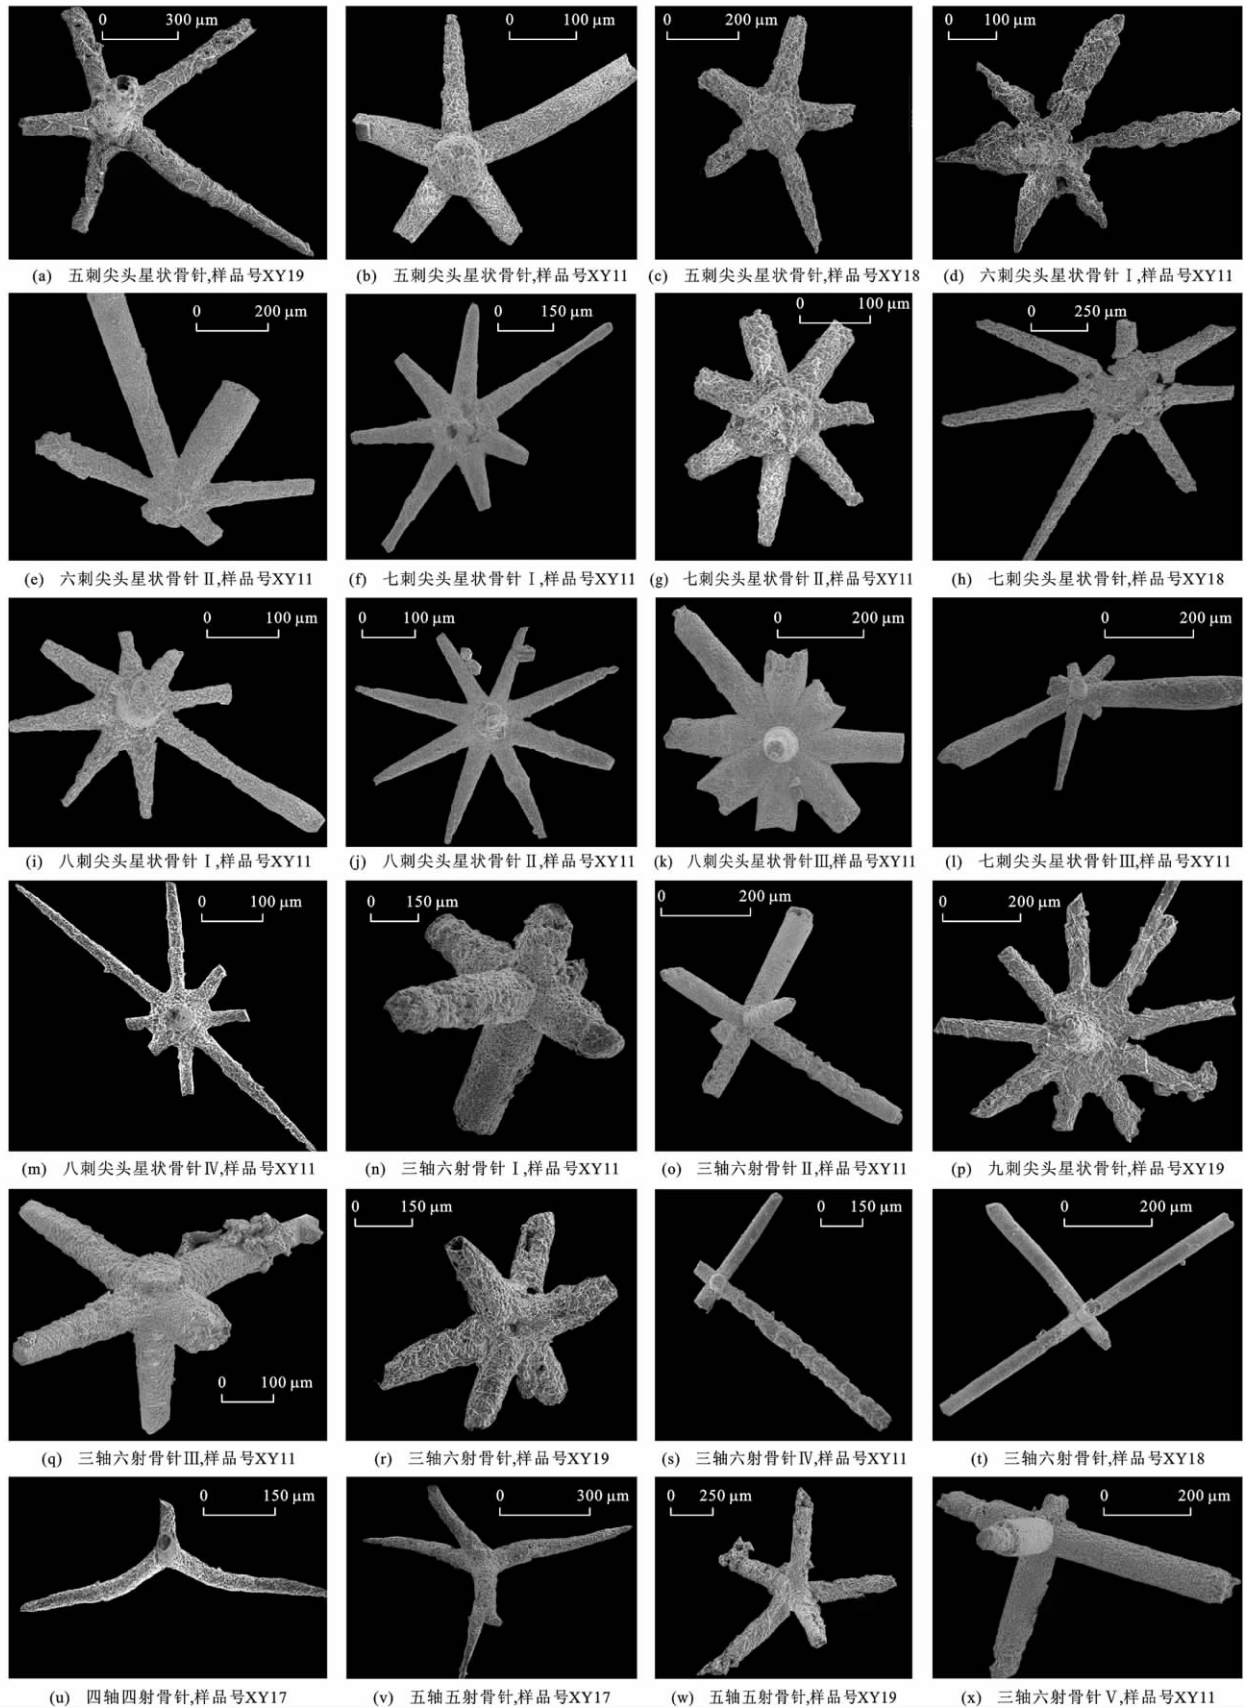 0 300 μm
0 100 μm
0 200 μm
0 100 μm
(a) 五刺尖头星状骨针,样品号XY19
(b) 五刺尖头星状骨针,样品号XY11
(c) 五刺尖头星状骨针,样品号XY18
(d) 六刺尖头星状骨针Ⅰ,样品号XY11
0 200 μm
0 150 μm
0 100 μm
0 250 μm
(e) 六刺尖头星状骨针Ⅱ,样品号XY11
(f) 七刺尖头星状骨针Ⅰ,样品号XY11
(g) 七刺尖头星状骨针Ⅱ,样品号XY11
(h) 七刺尖头星状骨针,样品号XY18
0 100 μm
0 100 μm
0 200 μm
0 200 μm
(i) 八刺尖头星状骨针Ⅰ,样品号XY11
(j) 八刺尖头星状骨针Ⅱ,样品号XY11
(k) 八刺尖头星状骨针Ⅲ,样品号XY11
(l) 七刺尖头星状骨针Ⅲ,样品号XY11
0 100 μm
0 150 μm
0 200 μm
0 200 μm
(m) 八刺尖头星状骨针Ⅳ,样品号XY11
(n) 三轴六射骨针Ⅰ,样品号XY11
(o) 三轴六射骨针Ⅱ,样品号XY11
(p) 九刺尖头星状骨针,样品号XY19
0 100 μm
0 150 μm
0 150 μm
0 200 μm
(q) 三轴六射骨针Ⅲ,样品号XY11
(r) 三轴六射骨针,样品号XY19
(s) 三轴六射骨针Ⅳ,样品号XY11
(t) 三轴六射骨针,样品号XY18
0 150 μm
0 300 μm
0 250 μm
0 200 μm
(u) 四轴四射骨针,样品号XY17
(v) 五轴五射骨针,样品号XY17
(w) 五轴五射骨针,样品号XY19
(x) 三轴六射骨针Ⅴ,样品号XY11